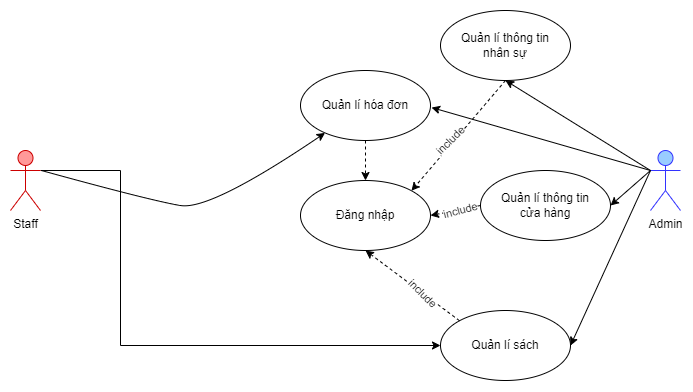 Quản lí thông tin
nhân sự
Quản lí hóa đơn
include
Quản lí thông tin
cửa hàng
Đăng nhập
include
Staff
Admin
include
Quản lí sách